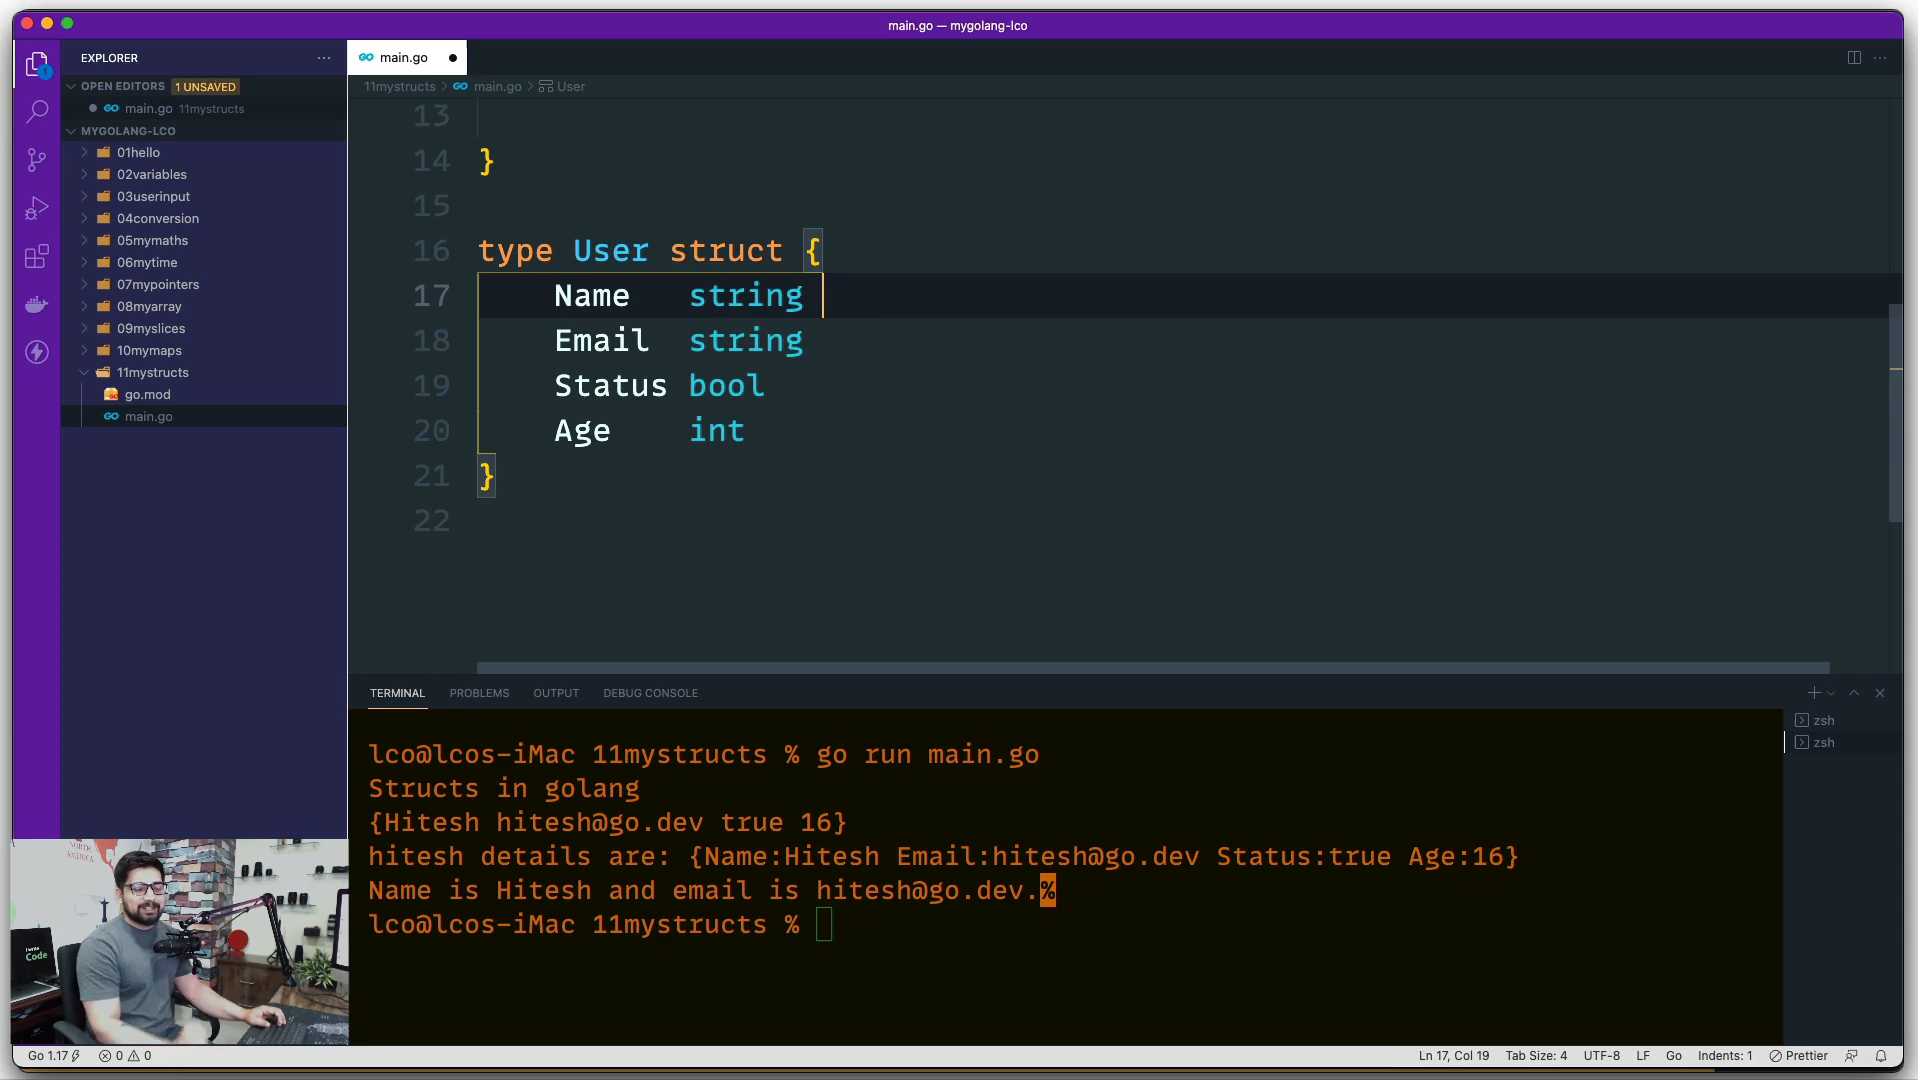 main.go — mygolang-lco
EXPLORER
OPEN EDITORS 1 UNSAVED
main.go 11mystructs
MYGOLANG-LCO
01hello
02variables
03userinput
04conversion
05mymaths
06mytime
07mypointers
08myarray
09myslices
10mymaps
11mystructs
go.mod
main.go
main.go
11mystructs > main.go > User
13
14 }
15
16 type User struct {
17 Name string
18 Email string
19 Status bool
20 Age int
21 }
22
TERMINAL PROBLEMS OUTPUT DEBUG CONSOLE
zsh
zsh
lco@lcos-iMac 11mystructs % go run main.go
Structs in golang
{Hitesh hitesh@go.dev true 16}
hitesh details are: {Name:Hitesh Email:hitesh@go.dev Status:true Age:16}
Name is Hitesh and email is hitesh@go.dev.%
lco@lcos-iMac 11mystructs %
NORTH
AMERICA
I write
Code
Go 1.17 0 0 Ln 17, Col 19 Tab Size: 4 UTF-8 LF Go Indents: 1 Prettier